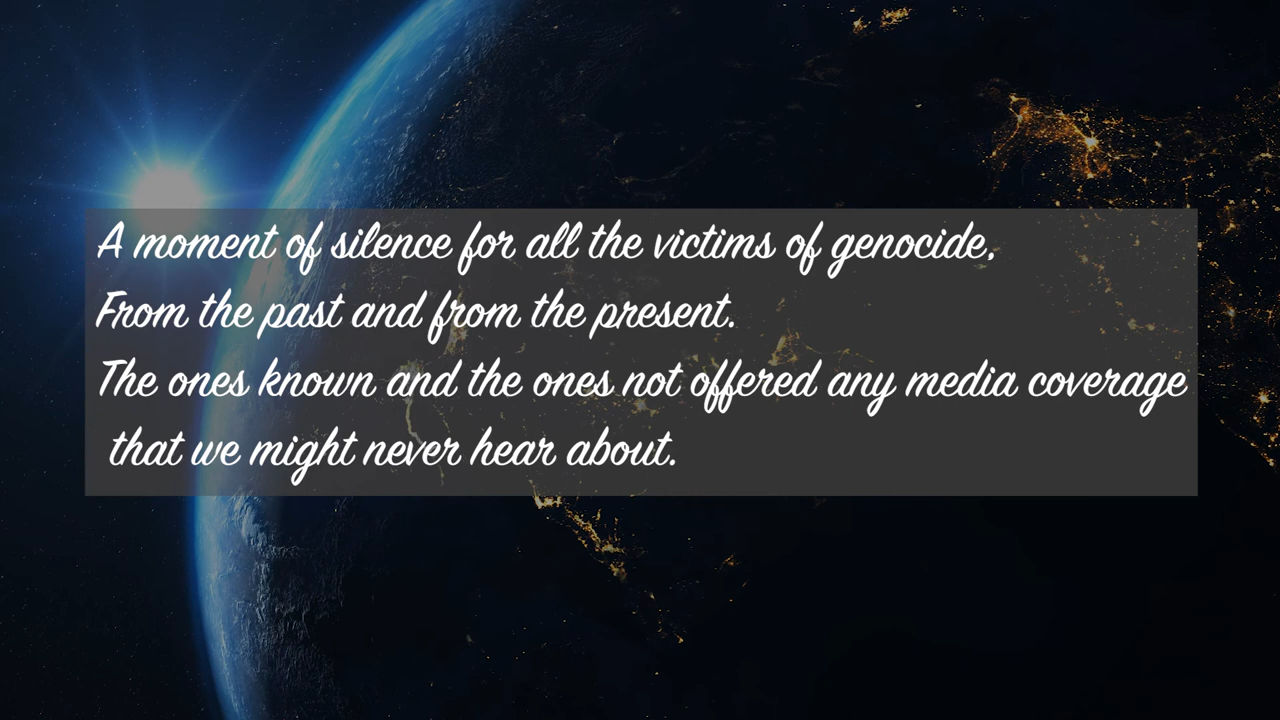 A moment of silence for all the victims of genocide,
From the past and from the present.
The ones known and the ones not offered any media coverage
that we might never hear about.